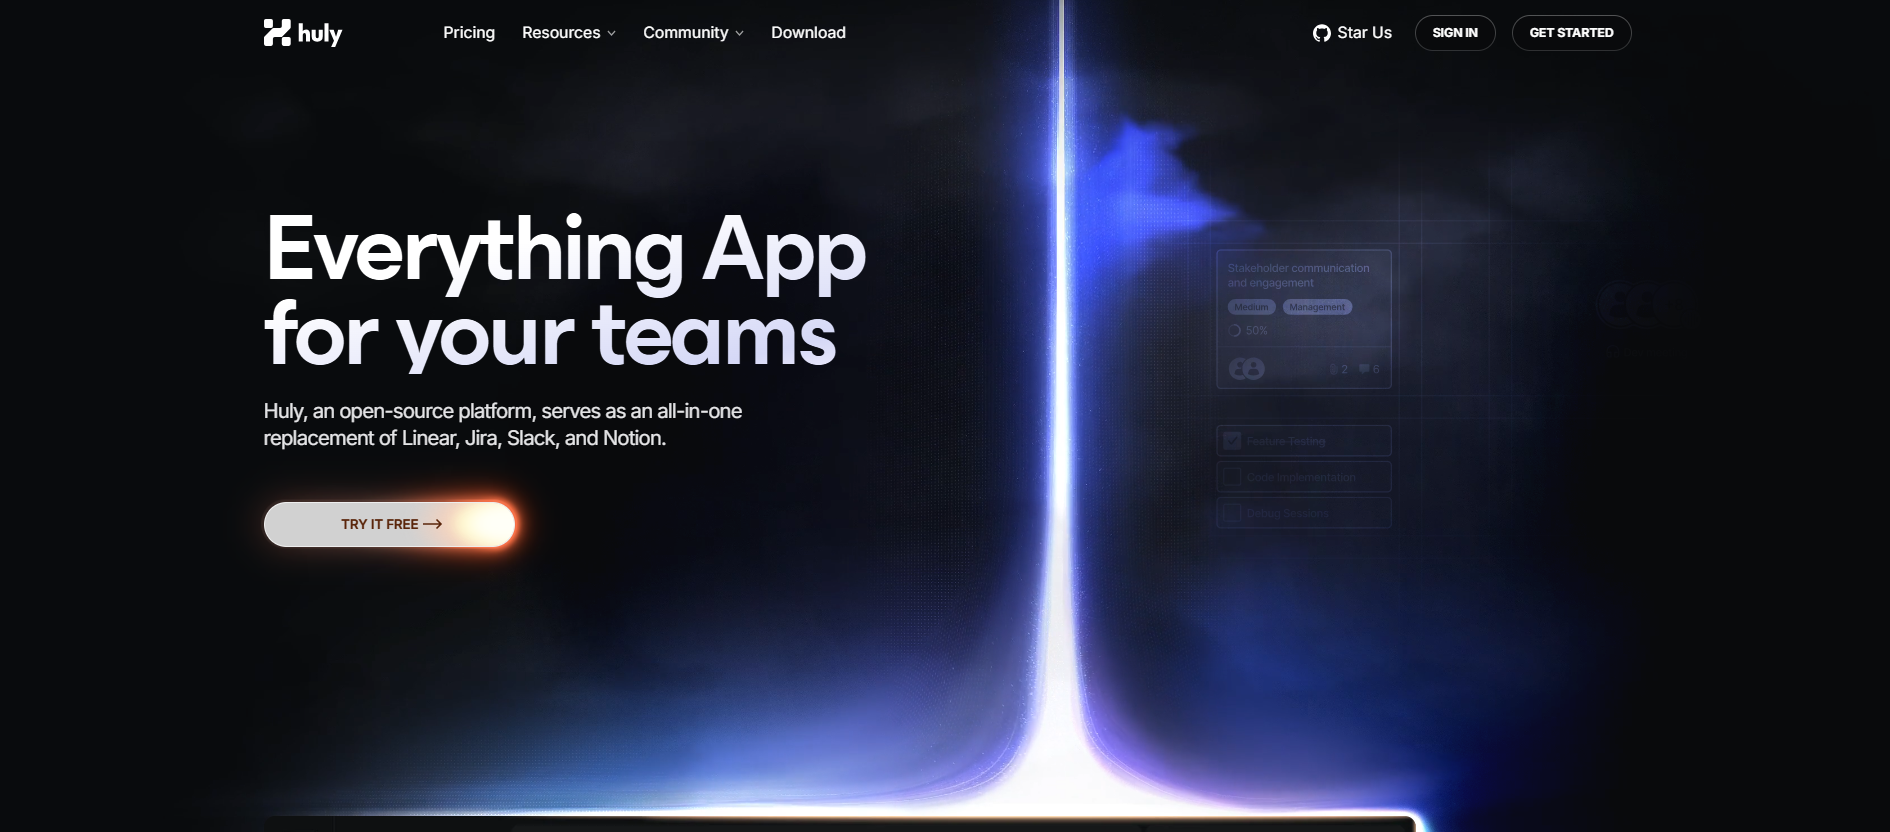 huly
Pricing
Resources
Community
Download
Star Us
SIGN IN
GET STARTED
Everything App
for your teams
Huly, an open-source platform, serves as an all-in-one
replacement of Linear, Jira, Slack, and Notion.
TRY IT FREE
Stakeholder communication
and engagement
Medium
Management
50%
2
6
Feature Testing
Code Implementation
Debug Sessions